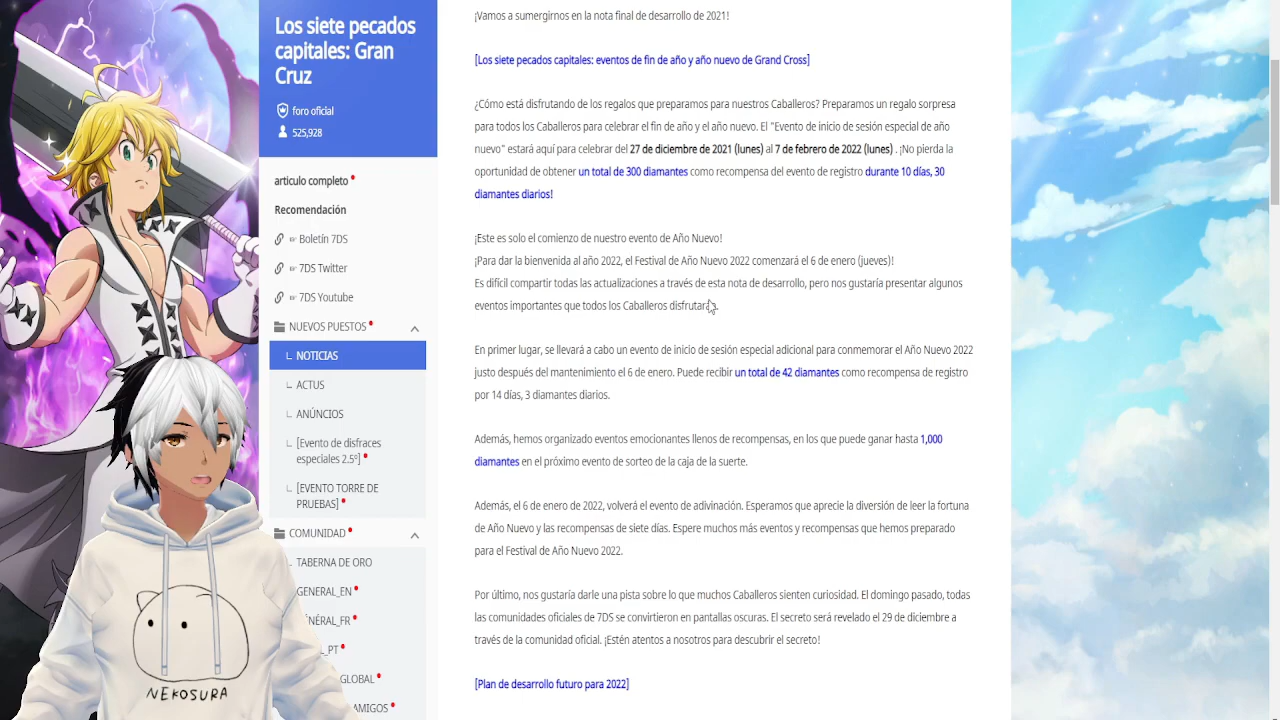 Los siete pecados
capitales: Gran
Cruz
foro oficial
525,928
articulo completo
Recomendación
☞ Boletín 7DS
☞ 7DS Twitter
☞ 7DS Youtube
NUEVOS PUESTOS
NOTICIAS
ACTUS
ANÚNCIOS
[Evento de disfraces
especiales 2.5º]
[EVENTO TORRE DE
PRUEBAS]
COMUNIDAD
TABERNA DE ORO
GENERAL_EN
GLOBAL
NEKOSURA
¡Vamos a sumergirnos en la nota final de desarrollo de 2021!
[Los siete pecados capitales: eventos de fin de año y año nuevo de Grand Cross]
¿Cómo está disfrutando de los regalos que preparamos para nuestros Caballeros? Preparamos un regalo sorpresa
para todos los Caballeros para celebrar el fin de año y el año nuevo. El "Evento de inicio de sesión especial de año
nuevo" estará aquí para celebrar del 27 de diciembre de 2021 (lunes) al 7 de febrero de 2022 (lunes) . ¡No pierda la
oportunidad de obtener un total de 300 diamantes como recompensa del evento de registro durante 10 días, 30
diamantes diarios!
¡Este es solo el comienzo de nuestro evento de Año Nuevo!
¡Para dar la bienvenida al año 2022, el Festival de Año Nuevo 2022 comenzará el 6 de enero (jueves)!
Es difícil compartir todas las actualizaciones a través de esta nota de desarrollo, pero nos gustaría presentar algunos
eventos importantes que todos los Caballeros disfrutarán.
En primer lugar, se llevará a cabo un evento de inicio de sesión especial adicional para conmemorar el Año Nuevo 2022
justo después del mantenimiento el 6 de enero. Puede recibir un total de 42 diamantes como recompensa de registro
por 14 días, 3 diamantes diarios.
Además, hemos organizado eventos emocionantes llenos de recompensas, en los que puede ganar hasta 1,000
diamantes en el próximo evento de sorteo de la caja de la suerte.
Además, el 6 de enero de 2022, volverá el evento de adivinación. Esperamos que aprecie la diversión de leer la fortuna
de Año Nuevo y las recompensas de siete días. Espere muchos más eventos y recompensas que hemos preparado
para el Festival de Año Nuevo 2022.
Por último, nos gustaría darle una pista sobre lo que muchos Caballeros sienten curiosidad. El domingo pasado, todas
las comunidades oficiales de 7DS se convirtieron en pantallas oscuras. El secreto será revelado el 29 de diciembre a
través de la comunidad oficial. ¡Estén atentos a nosotros para descubrir el secreto!
[Plan de desarrollo futuro para 2022]